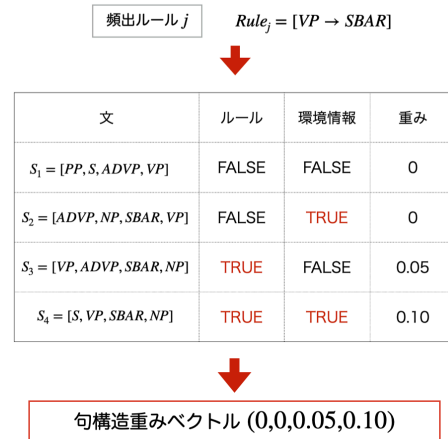 頻出ルール j Rule_j = [VP → SBAR]
文 ルール 環境情報 重み
S_1 = [PP, S, ADVP, VP] FALSE FALSE 0
S_2 = [ADVP, NP, SBAR, VP] FALSE TRUE 0
S_3 = [VP, ADVP, SBAR, NP] TRUE FALSE 0.05
S_4 = [S, VP, SBAR, NP] TRUE TRUE 0.10
句構造重みベクトル (0,0,0.05,0.10)